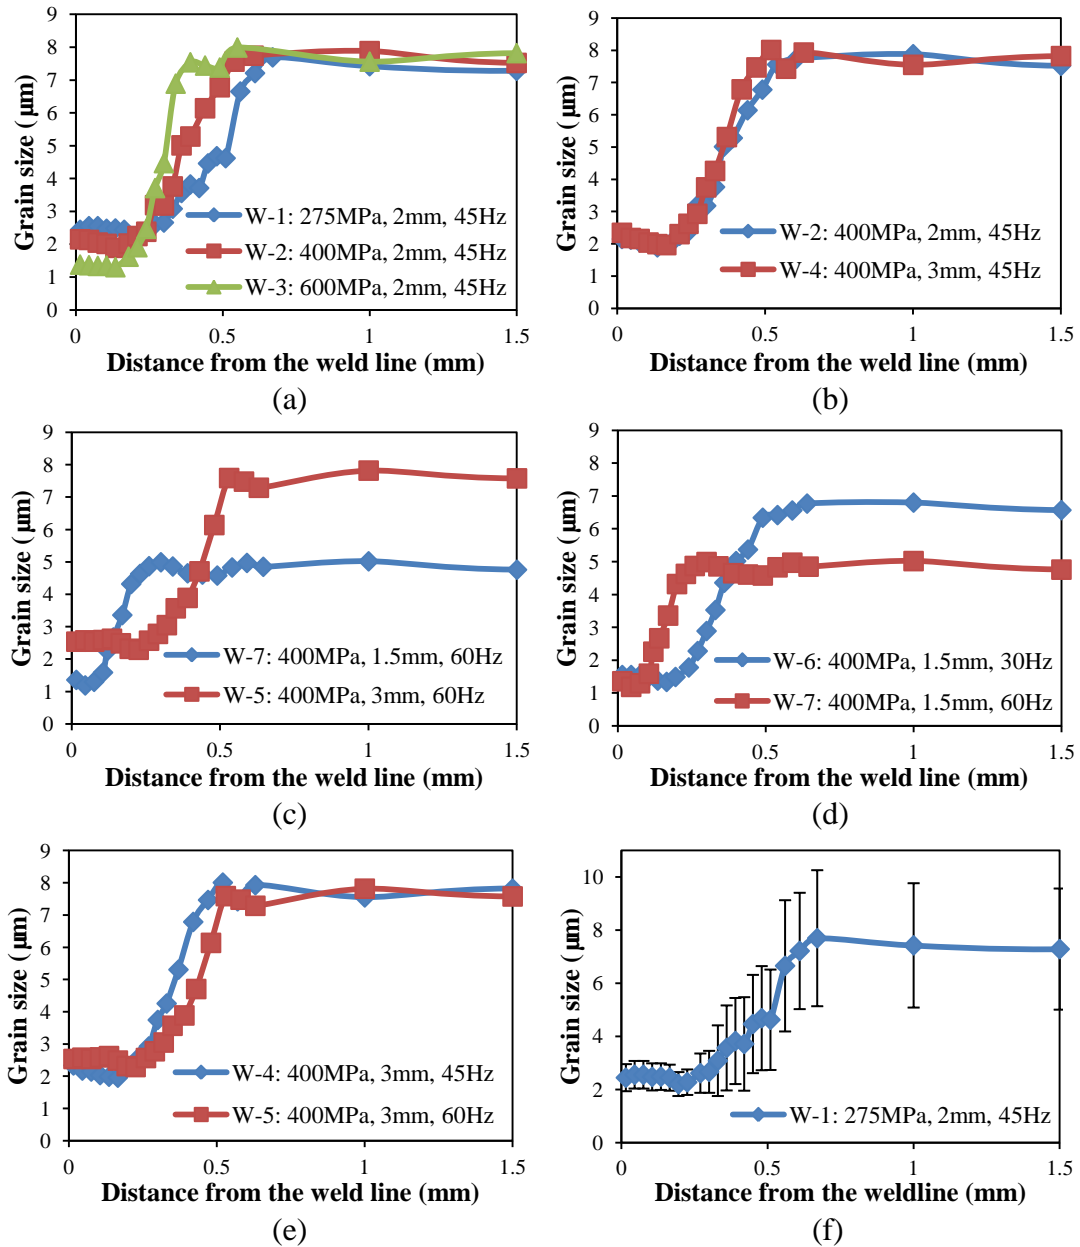 Grain size (μm)
9
8
7
6
5
4
3
2
1
0
W-1: 275MPa, 2mm, 45Hz
W-2: 400MPa, 2mm, 45Hz
W-3: 600MPa, 2mm, 45Hz
0 0.5 1 1.5
Distance from the weld line (mm)
(a)
Grain size (μm)
9
8
7
6
5
4
3
2
1
0
W-2: 400MPa, 2mm, 45Hz
W-4: 400MPa, 3mm, 45Hz
0 0.5 1 1.5
Distance from the weld line (mm)
(b)
Grain size (μm)
9
8
7
6
5
4
3
2
1
0
W-7: 400MPa, 1.5mm, 60Hz
W-5: 400MPa, 3mm, 60Hz
0 0.5 1 1.5
Distance from the weld line (mm)
(c)
Grain size (μm)
9
8
7
6
5
4
3
2
1
0
W-6: 400MPa, 1.5mm, 30Hz
W-7: 400MPa, 1.5mm, 60Hz
0 0.5 1 1.5
Distance from the weld line (mm)
(d)
Grain size (μm)
9
8
7
6
5
4
3
2
1
0
W-4: 400MPa, 3mm, 45Hz
W-5: 400MPa, 3mm, 60Hz
0 0.5 1 1.5
Distance from the weld line (mm)
(e)
Grain size (μm)
10
8
6
4
2
0
W-1: 275MPa, 2mm, 45Hz
0 0.5 1 1.5
Distance from the weldline (mm)
(f)